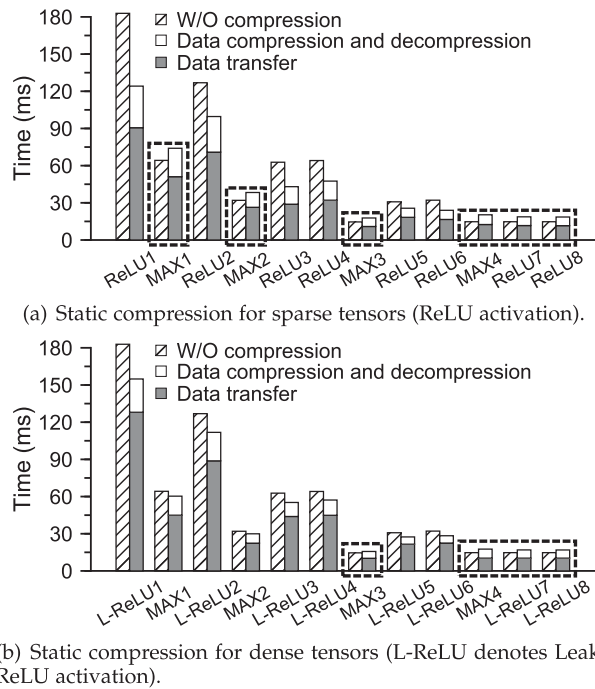 180
150
120
90
60
30
0
Time (ms)
W/O compression
Data compression and decompression
Data transfer
ReLU1 MAX1 ReLU2 MAX2 ReLU3 ReLU4 MAX3 ReLU5 ReLU6 MAX4 ReLU7 ReLU8
(a) Static compression for sparse tensors (ReLU activation).
180
150
120
90
60
30
0
Time (ms)
W/O compression
Data compression and decompression
Data transfer
L-ReLU1 MAX1 L-ReLU2 MAX2 L-ReLU3 L-ReLU4 MAX3 L-ReLU5 L-ReLU6 MAX4 L-ReLU7 L-ReLU8
(b) Static compression for dense tensors (L-ReLU denotes Leak
ReLU activation).